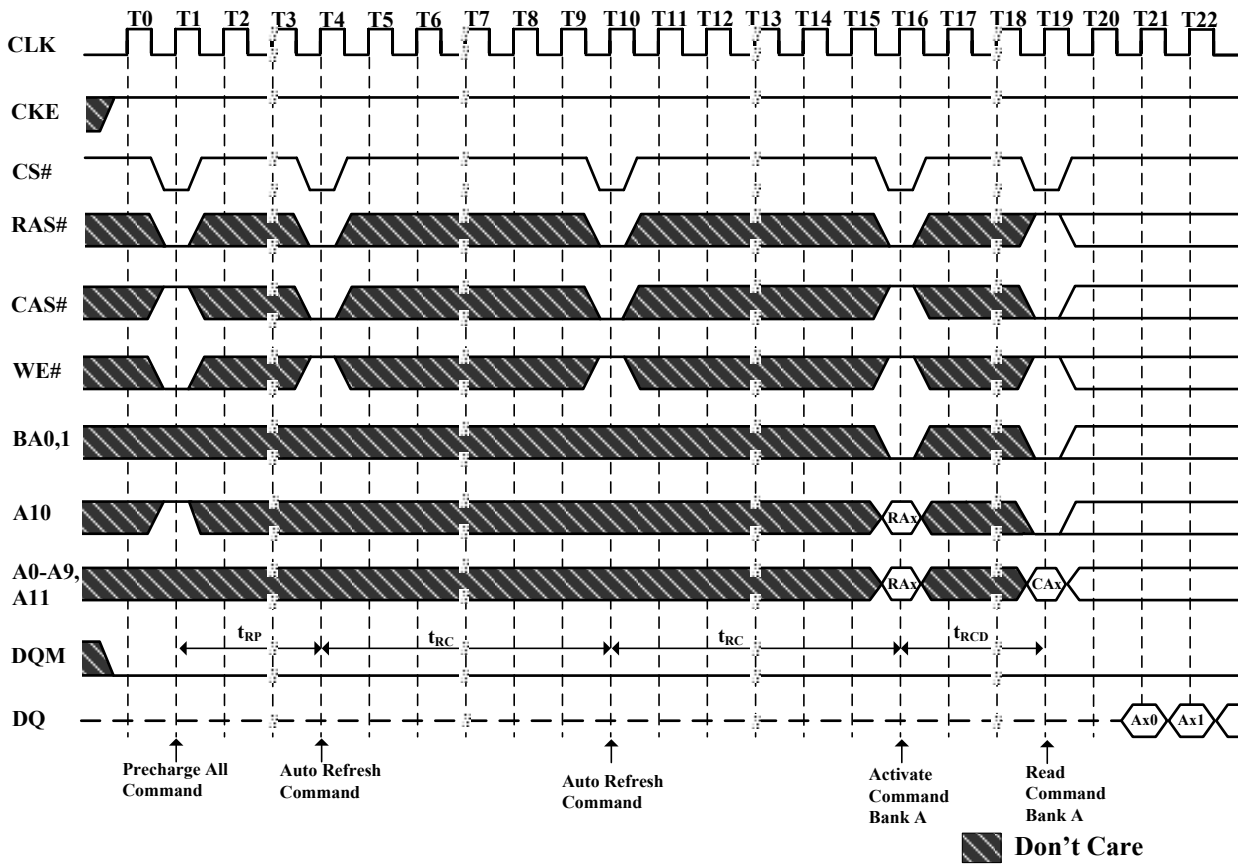 T0 T1 T2 T3 T4 T5 T6 T7 T8 T9 T10 T11 T12 T13 T14 T15 T16 T17 T18 T19 T20 T21 T22
CLK
CKE
CS#
RAS#
CAS#
WE#
BA0,1
A10 RAx
A0-A9,
A11 RAx CAx
tRP tRC tRC tRCD
DQM
DQ Ax0 Ax1
Precharge All
Command
Auto Refresh
Command
Auto Refresh
Command
Activate
Command
Bank A
Read
Command
Bank A
Don't Care